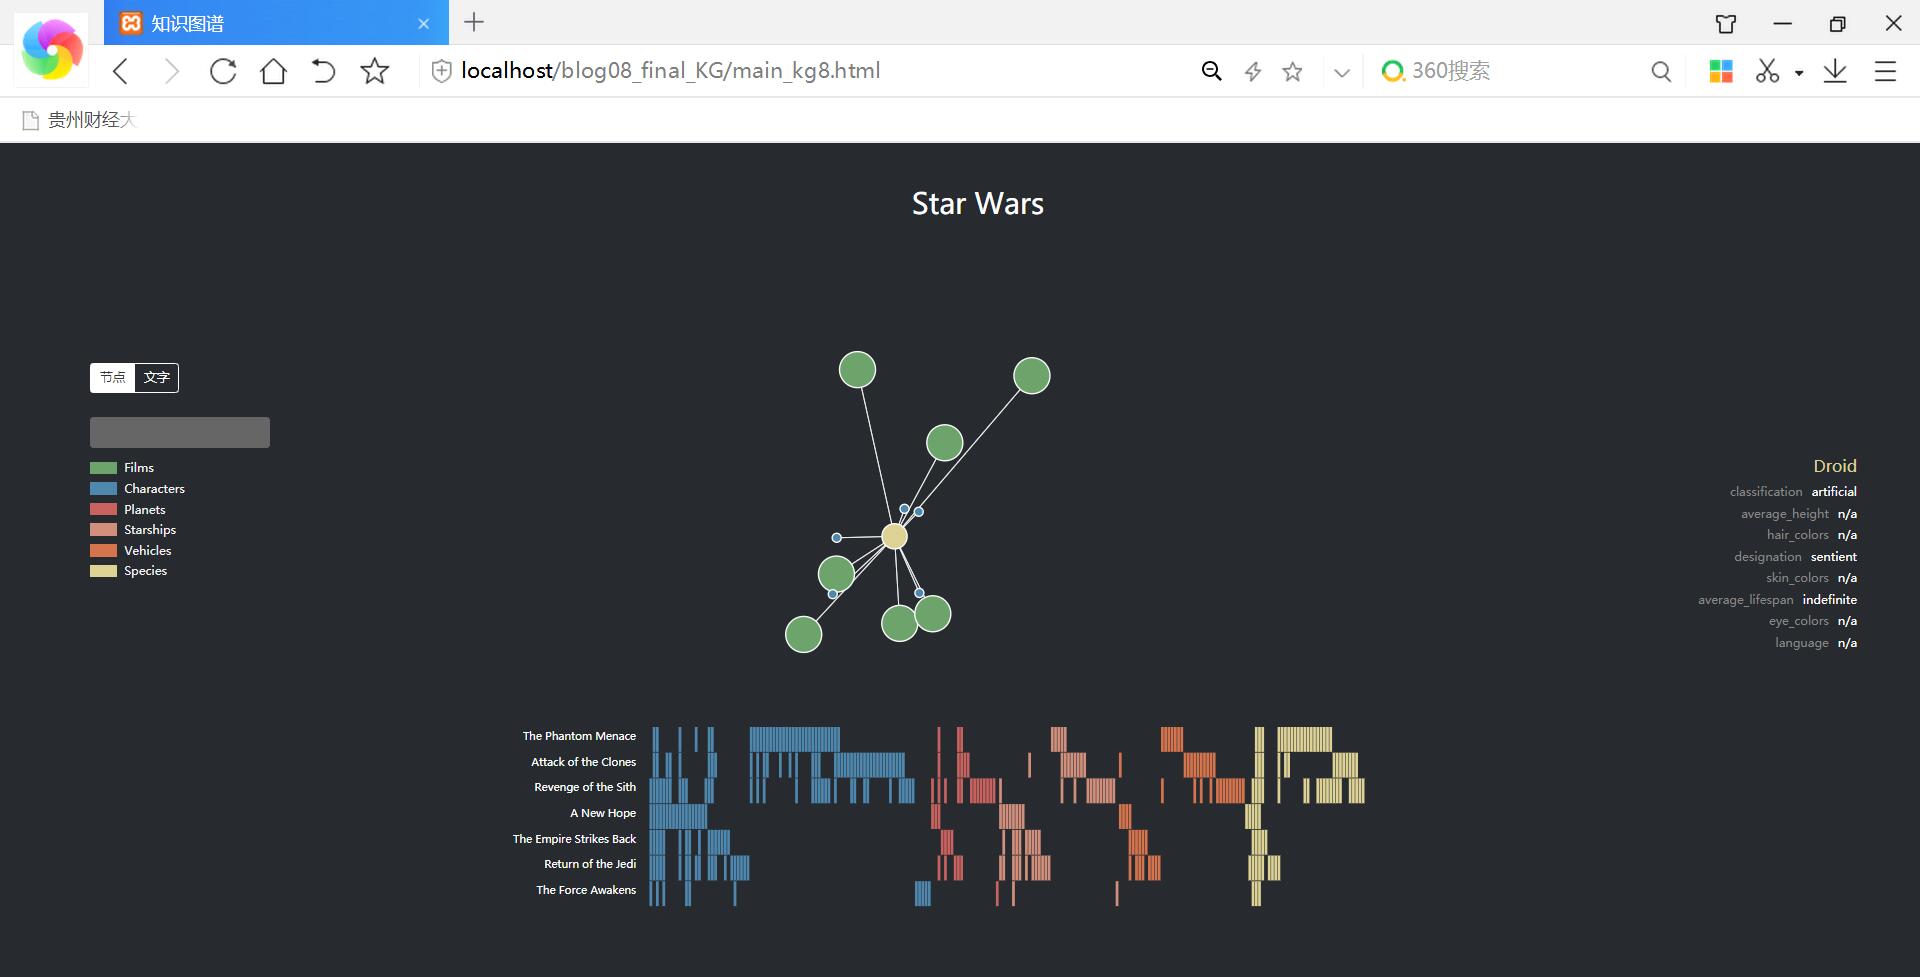 知识图谱
localhost/blog08_final_KG/main_kg8.html
360搜索
贵州财经大
Star Wars
节点 文字
Films
Characters
Planets
Starships
Vehicles
Species
Droid
classification artificial
average_height n/a
hair_colors n/a
designation sentient
skin_colors n/a
average_lifespan indefinite
eye_colors n/a
language n/a
The Phantom Menace
Attack of the Clones
Revenge of the Sith
A New Hope
The Empire Strikes Back
Return of the Jedi
The Force Awakens